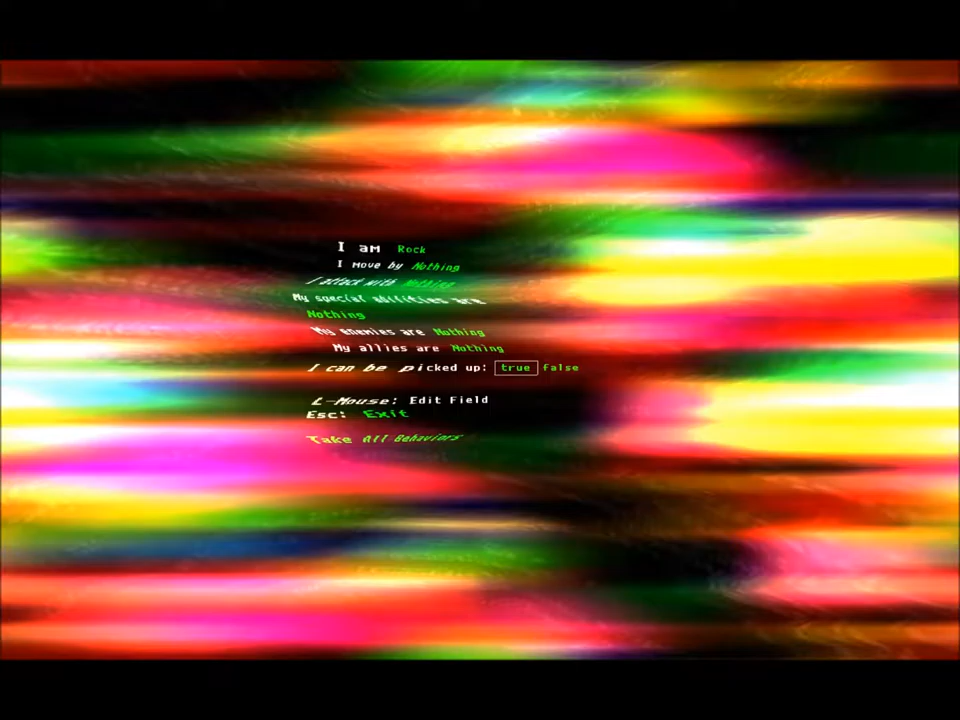 I am Rock
I move by Nothing
I attack with Nothing
My special abilities are
Nothing
My enemies are Nothing
My allies are Nothing
I can be picked up: true false
L-Mouse: Edit Field
Esc: Exit
Take All Behaviors